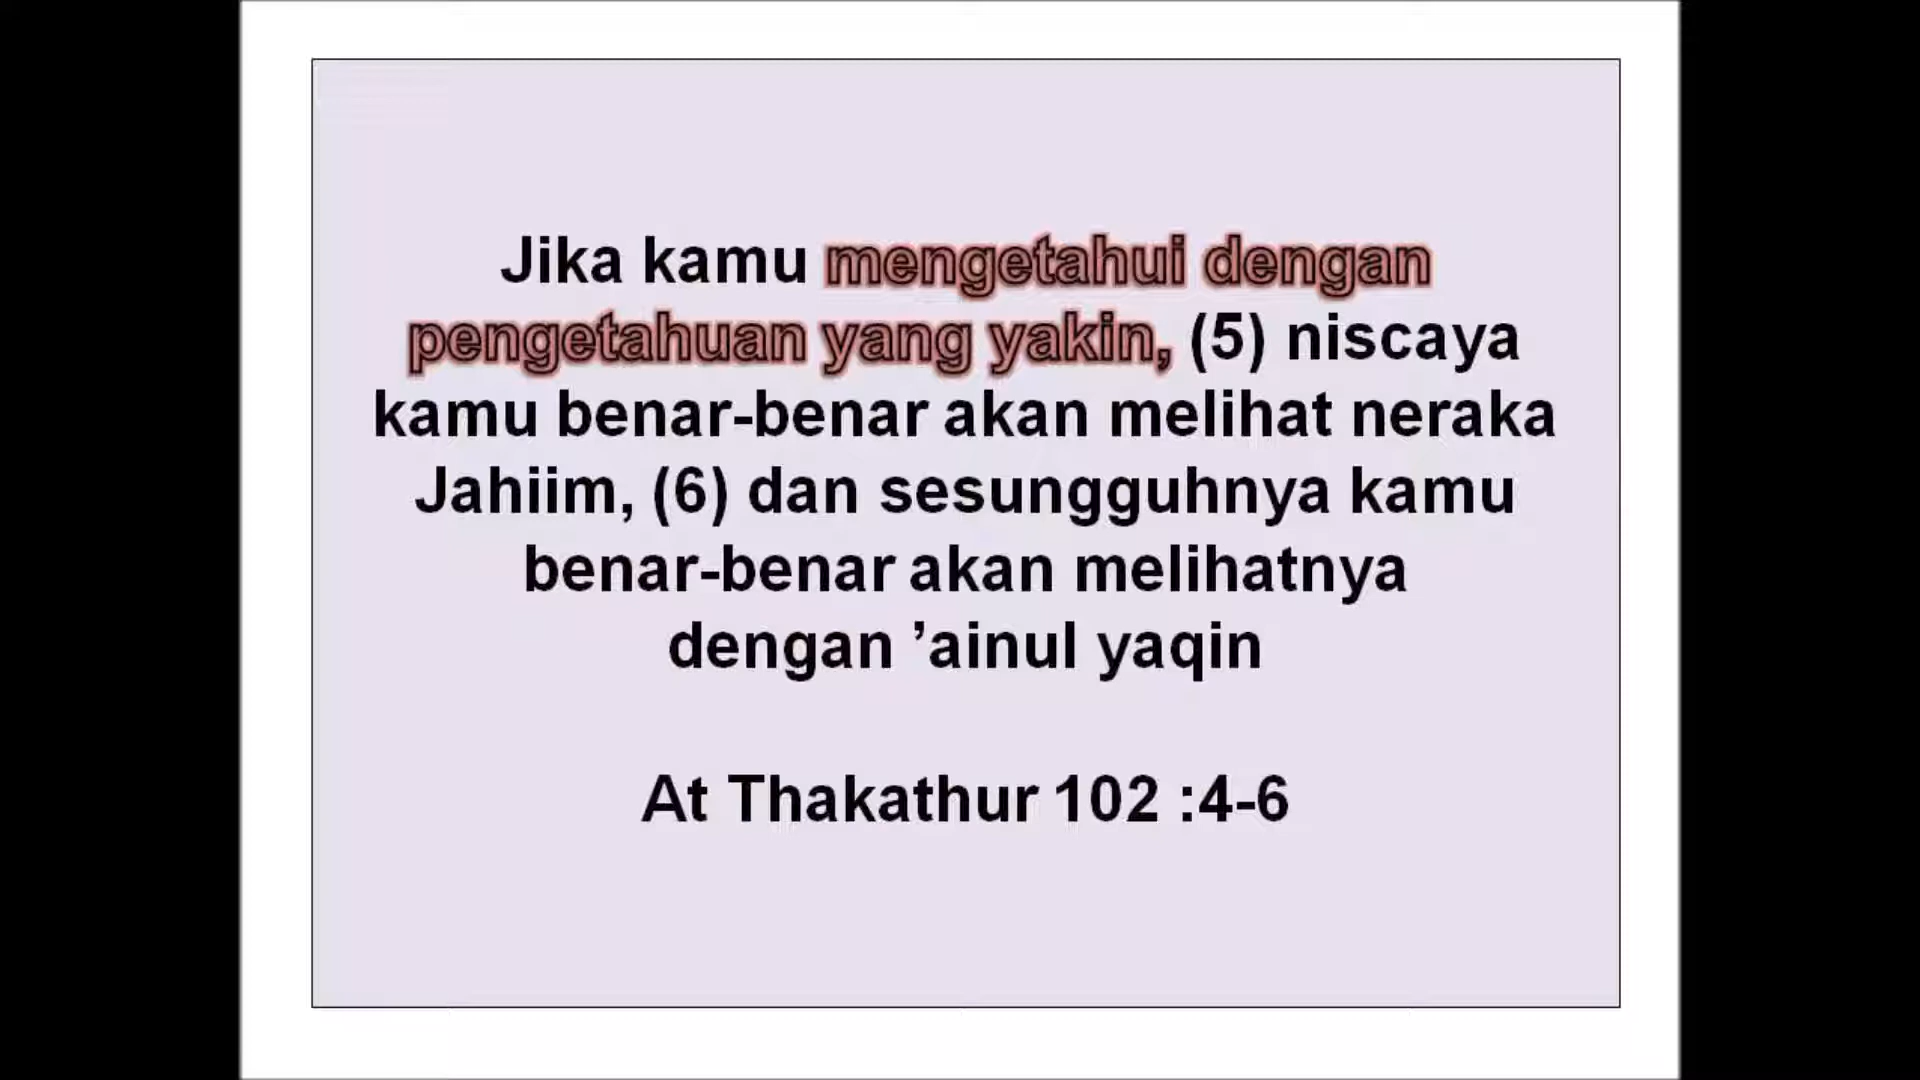 Jika kamu mengetahui dengan
pengetahuan yang yakin, (5) niscaya
kamu benar-benar akan melihat neraka
Jahiim, (6) dan sesungguhnya kamu
benar-benar akan melihatnya
dengan ’ainul yaqin
At Thakathur 102 :4-6